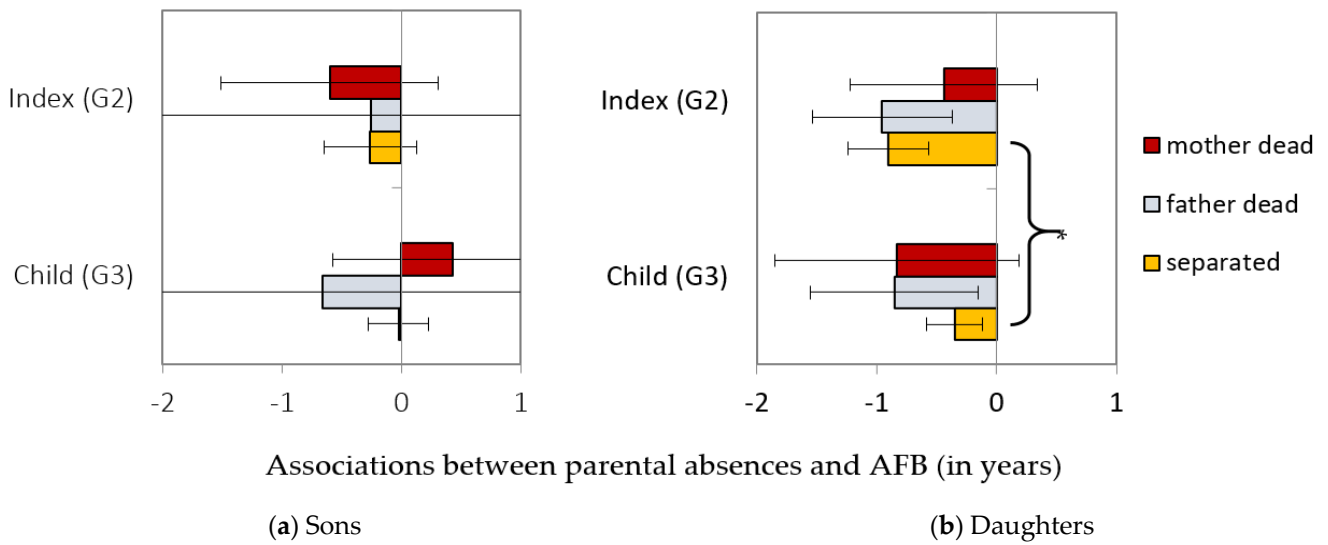 Index (G2)
Child (G3)
-2 -1 0 1
Index (G2)
Child (G3)
*
-2 -1 0 1
mother dead
father dead
separated
Associations between parental absences and AFB (in years)
(a) Sons
(b) Daughters